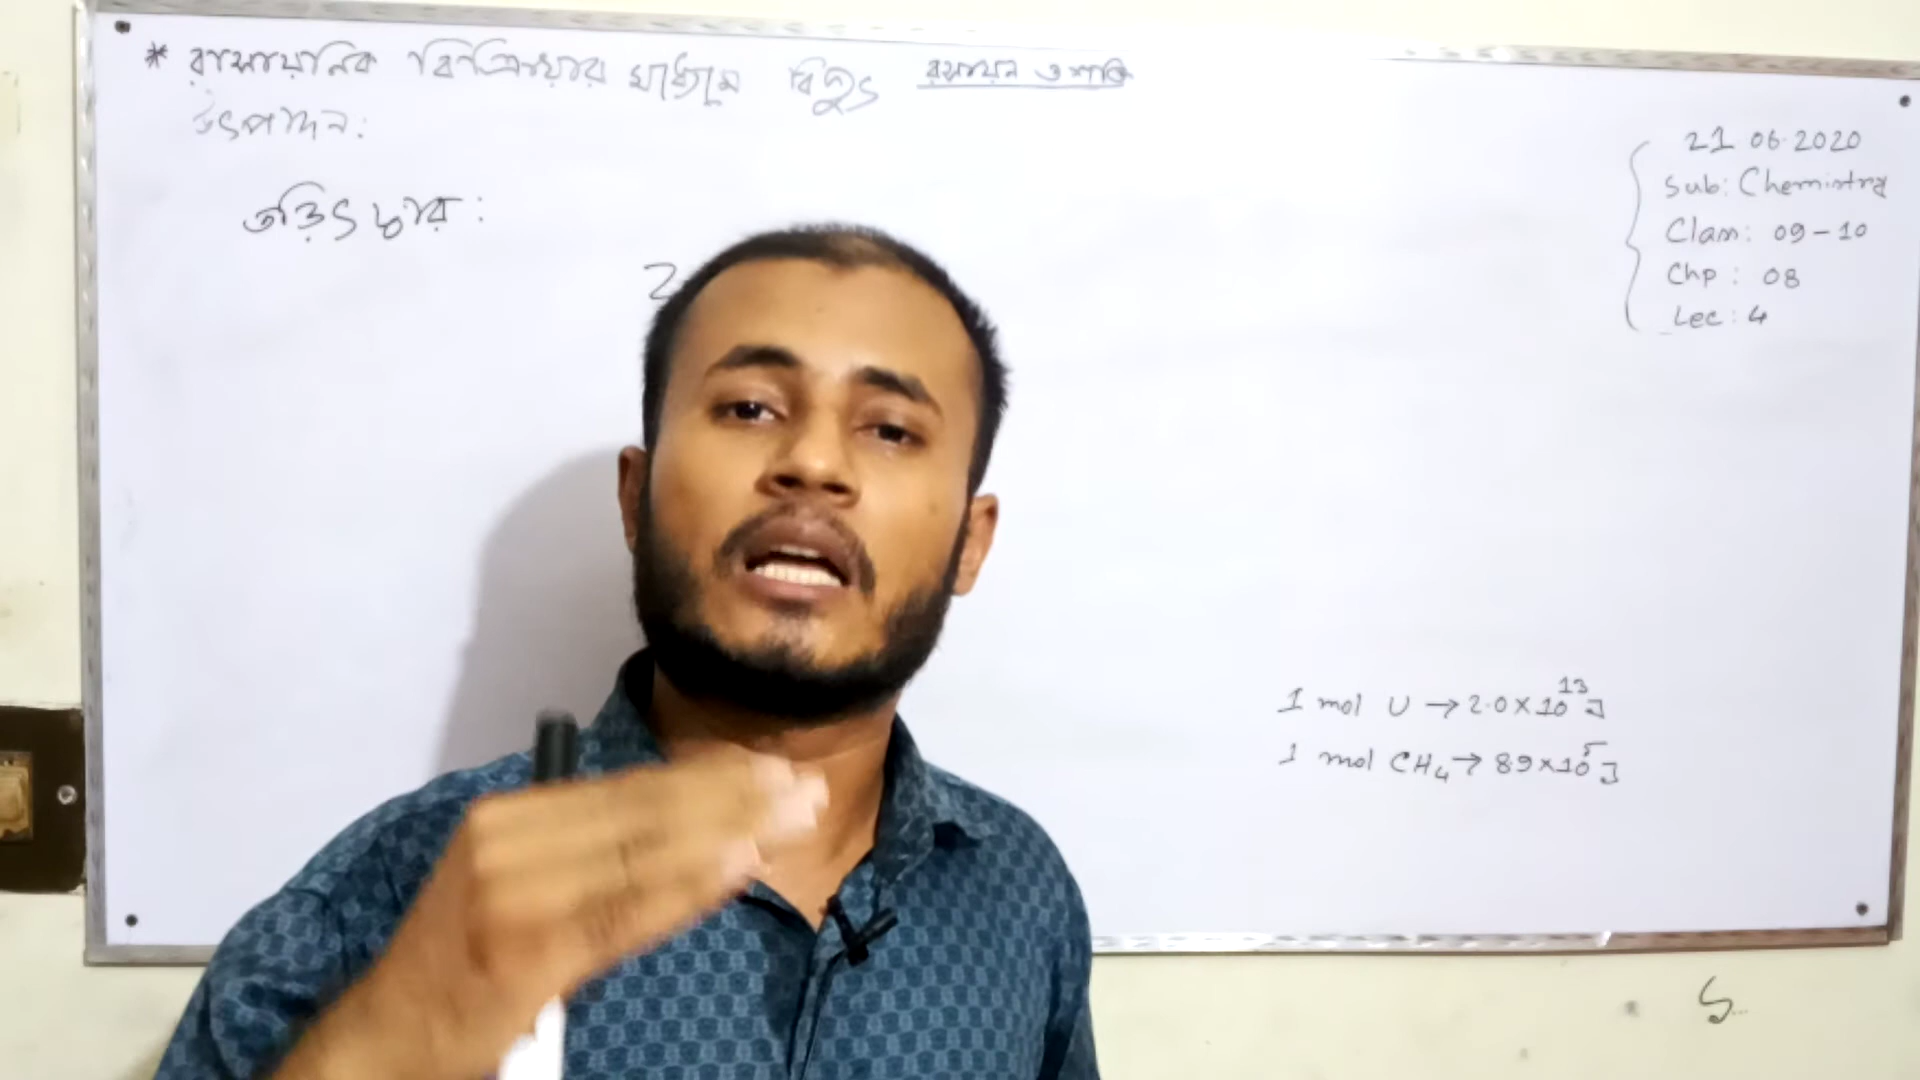 * রাসায়নিক বিক্রিয়ার মাধ্যমে বিদ্যুৎ
রসায়ন ও শক্তি
উৎপাদন:
তড়িৎ দ্বার:
21 06.2020
Sub: Chemistry
Class: 09-10
Chp: 08
Lec: 4
1 mol U → 2.0×10¹³ J
1 mol CH₄ → 89×10⁵ J